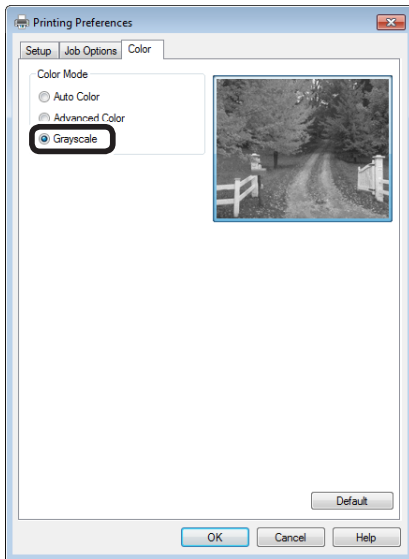 Printing Preferences
Setup Job Options Color
Color Mode
Auto Color
Advanced Color
Grayscale
Default
OK Cancel Help